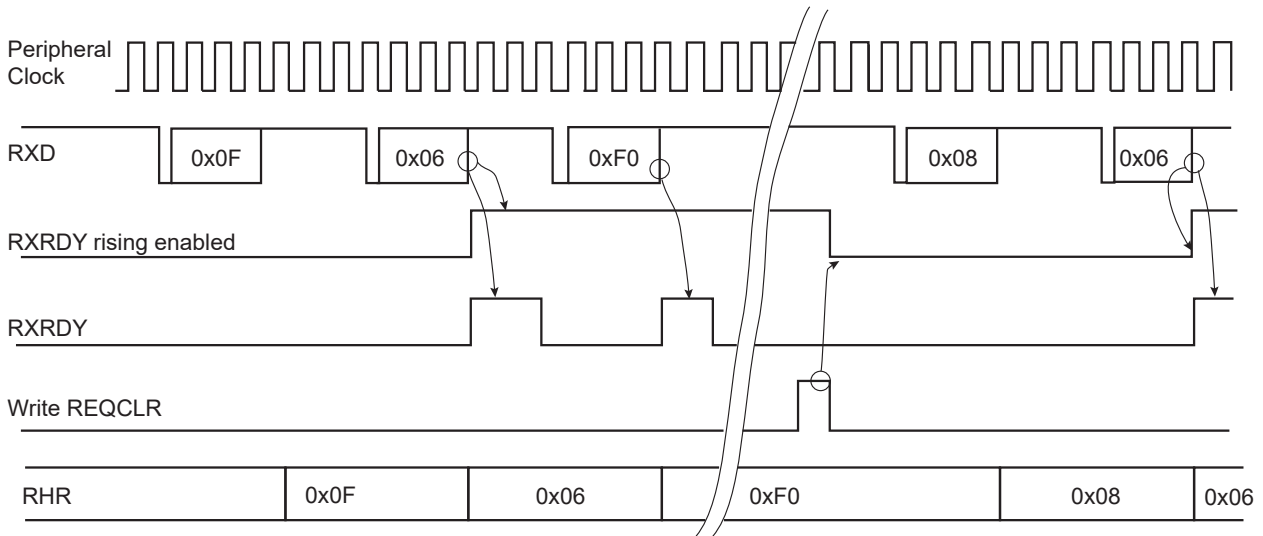 Peripheral
Clock
RXD
0x0F
0x06
0xF0
0x08
0x06
RXRDY rising enabled
RXRDY
Write REQCLR
RHR
0x0F
0x06
0xF0
0x08
0x06